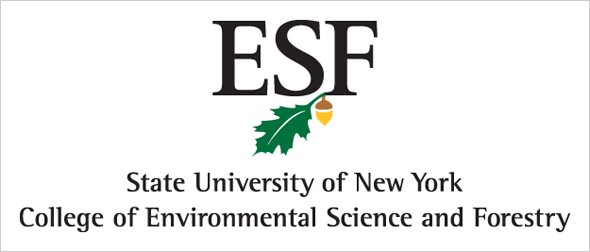 ESF
State University of New York
College of Environmental Science and Forestry